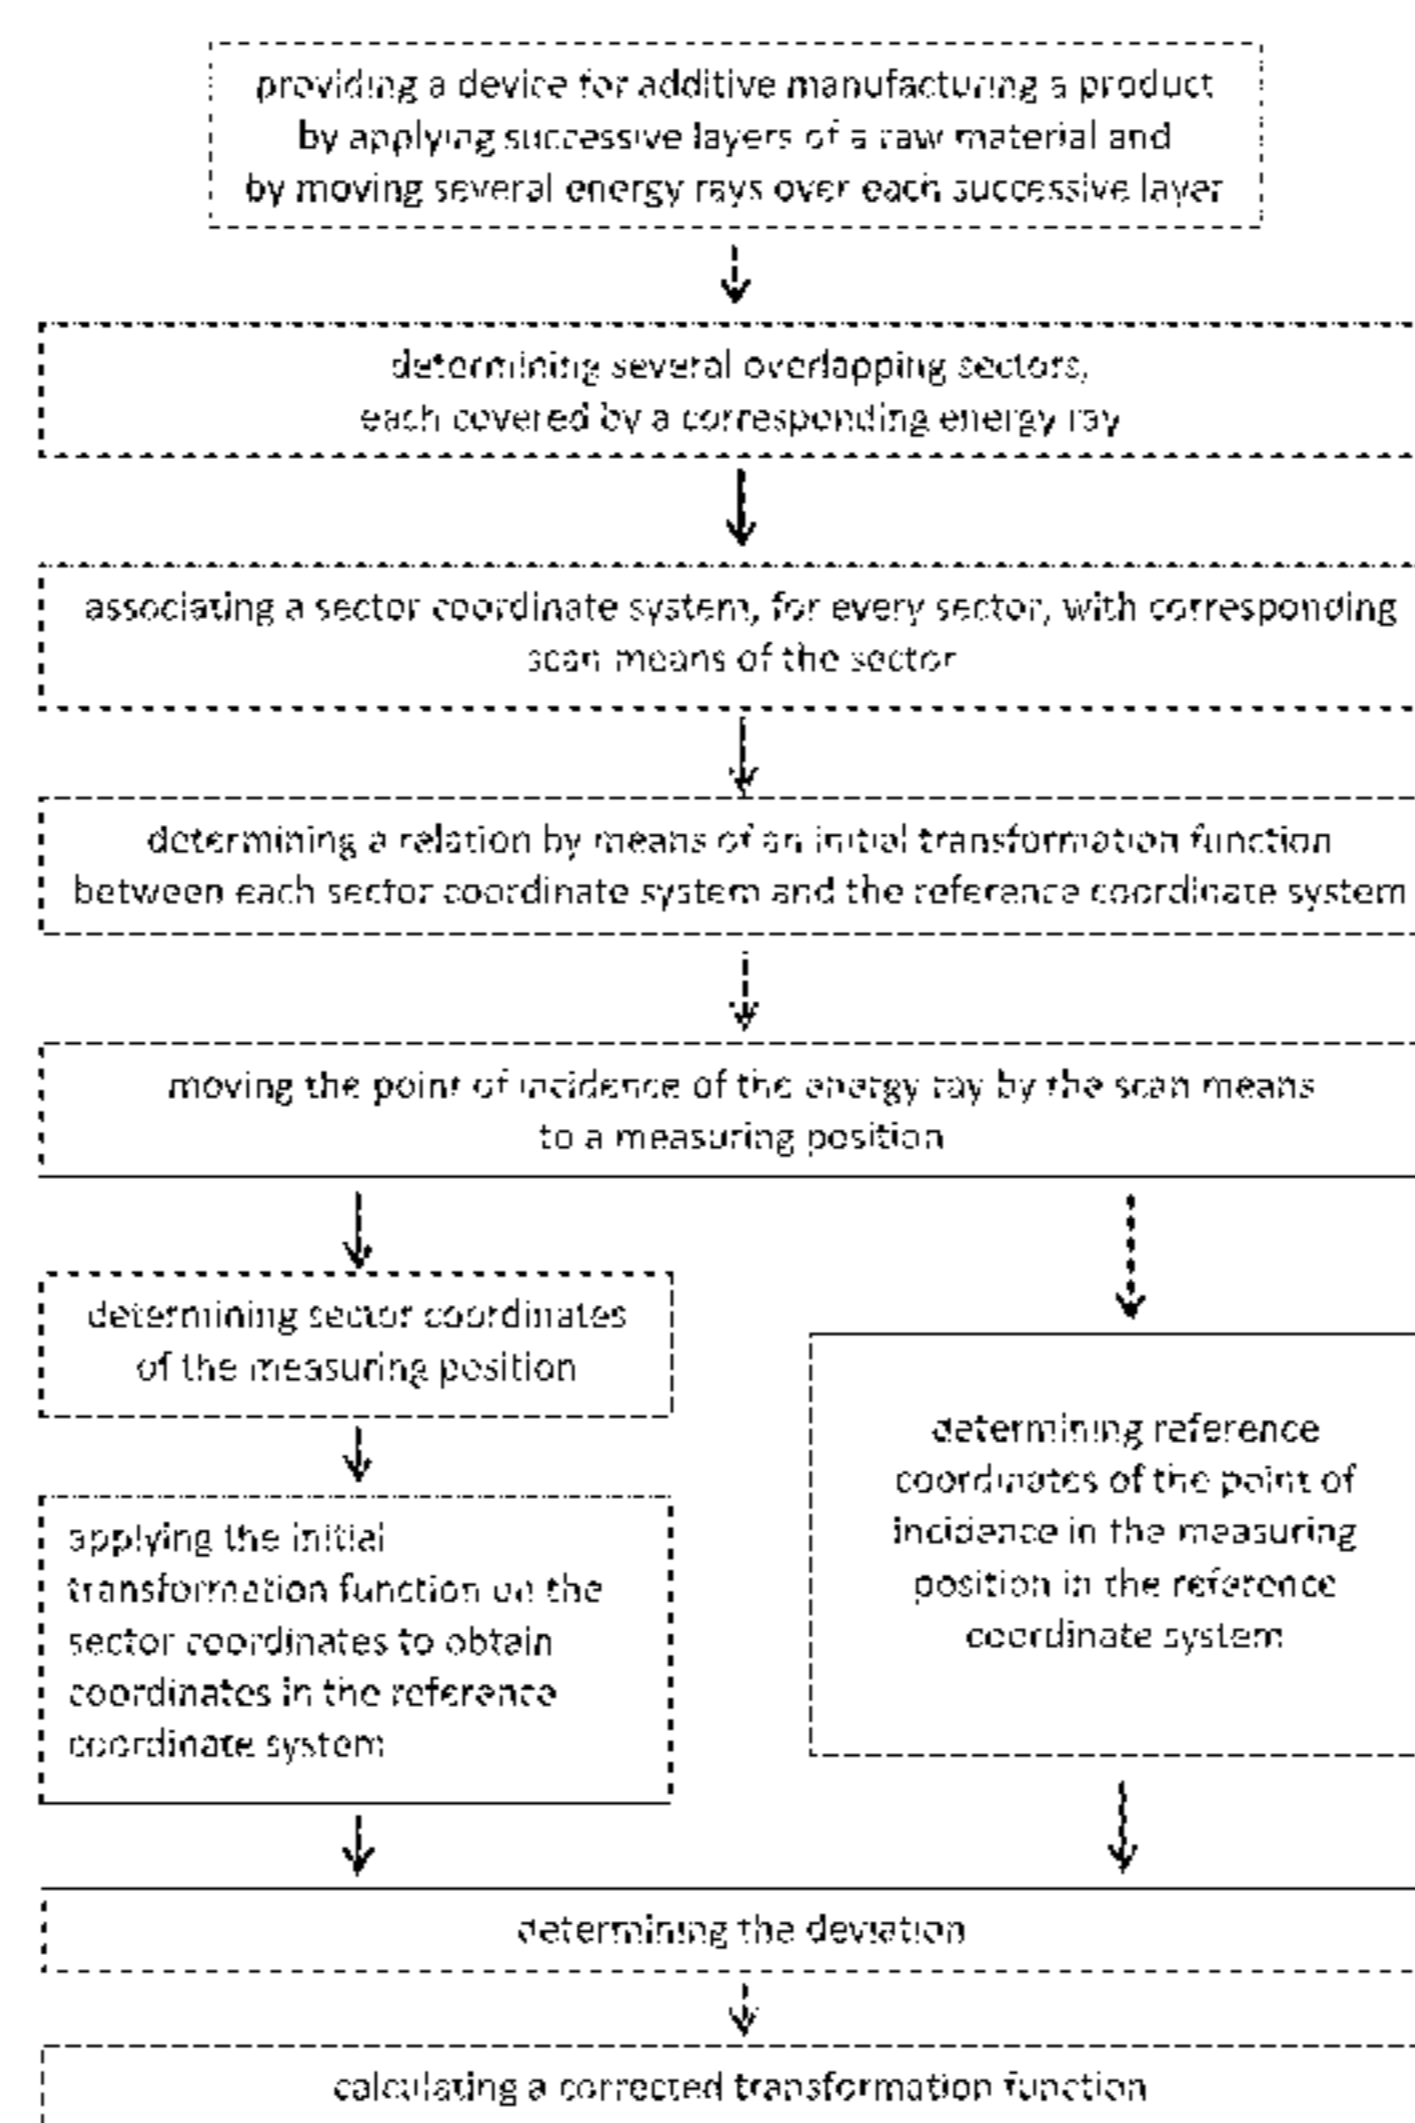 providing a device for additive manufacturing a product
by applying successive layers of a raw material and
by moving several energy rays over each successive layer
determining several overlapping sectors,
each covered by a corresponding energy ray
associating a sector coordinate system, for every sector, with corresponding
scan means of the sector
determining a relation by means of an initial transformation function
between each sector coordinate system and the reference coordinate system
moving the point of incidence of the energy ray by the scan means
to a measuring position
determining sector coordinates
of the measuring position
applying the initial
transformation function on the
sector coordinates to obtain
coordinates in the reference
coordinate system
determining reference
coordinates of the point of
incidence in the measuring
position in the reference
coordinate system
determining the deviation
calculating a corrected transformation function